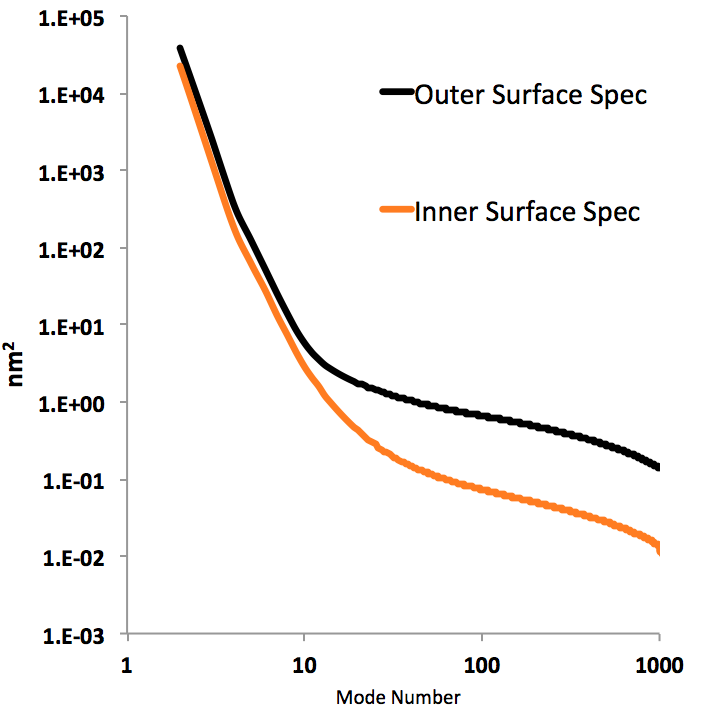 1.E+05
1.E+04
1.E+03
1.E+02
1.E+01
1.E+00
1.E-01
1.E-02
1.E-03
nm²
Outer Surface Spec
Inner Surface Spec
1 10 100 1000
Mode Number